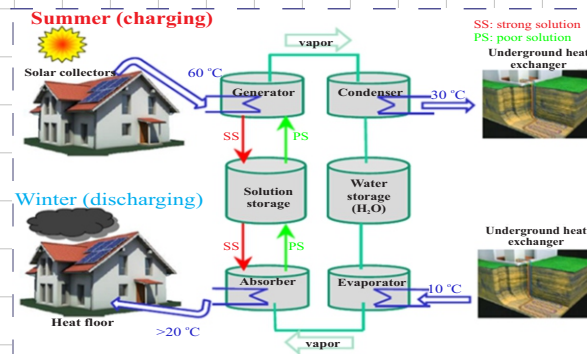 Summer (charging)
SS: strong solution
PS: poor solution
vapor
Underground heat
exchanger
Solar collectors
60 °C
Generator
Condenser
30 °C
SS
PS
Solution
storage
Water
storage
(H₂O)
Winter (discharging)
SS
PS
Underground heat
exchanger
Absorber
Evaporator
10 °C
Heat floor
>20 °C
vapor